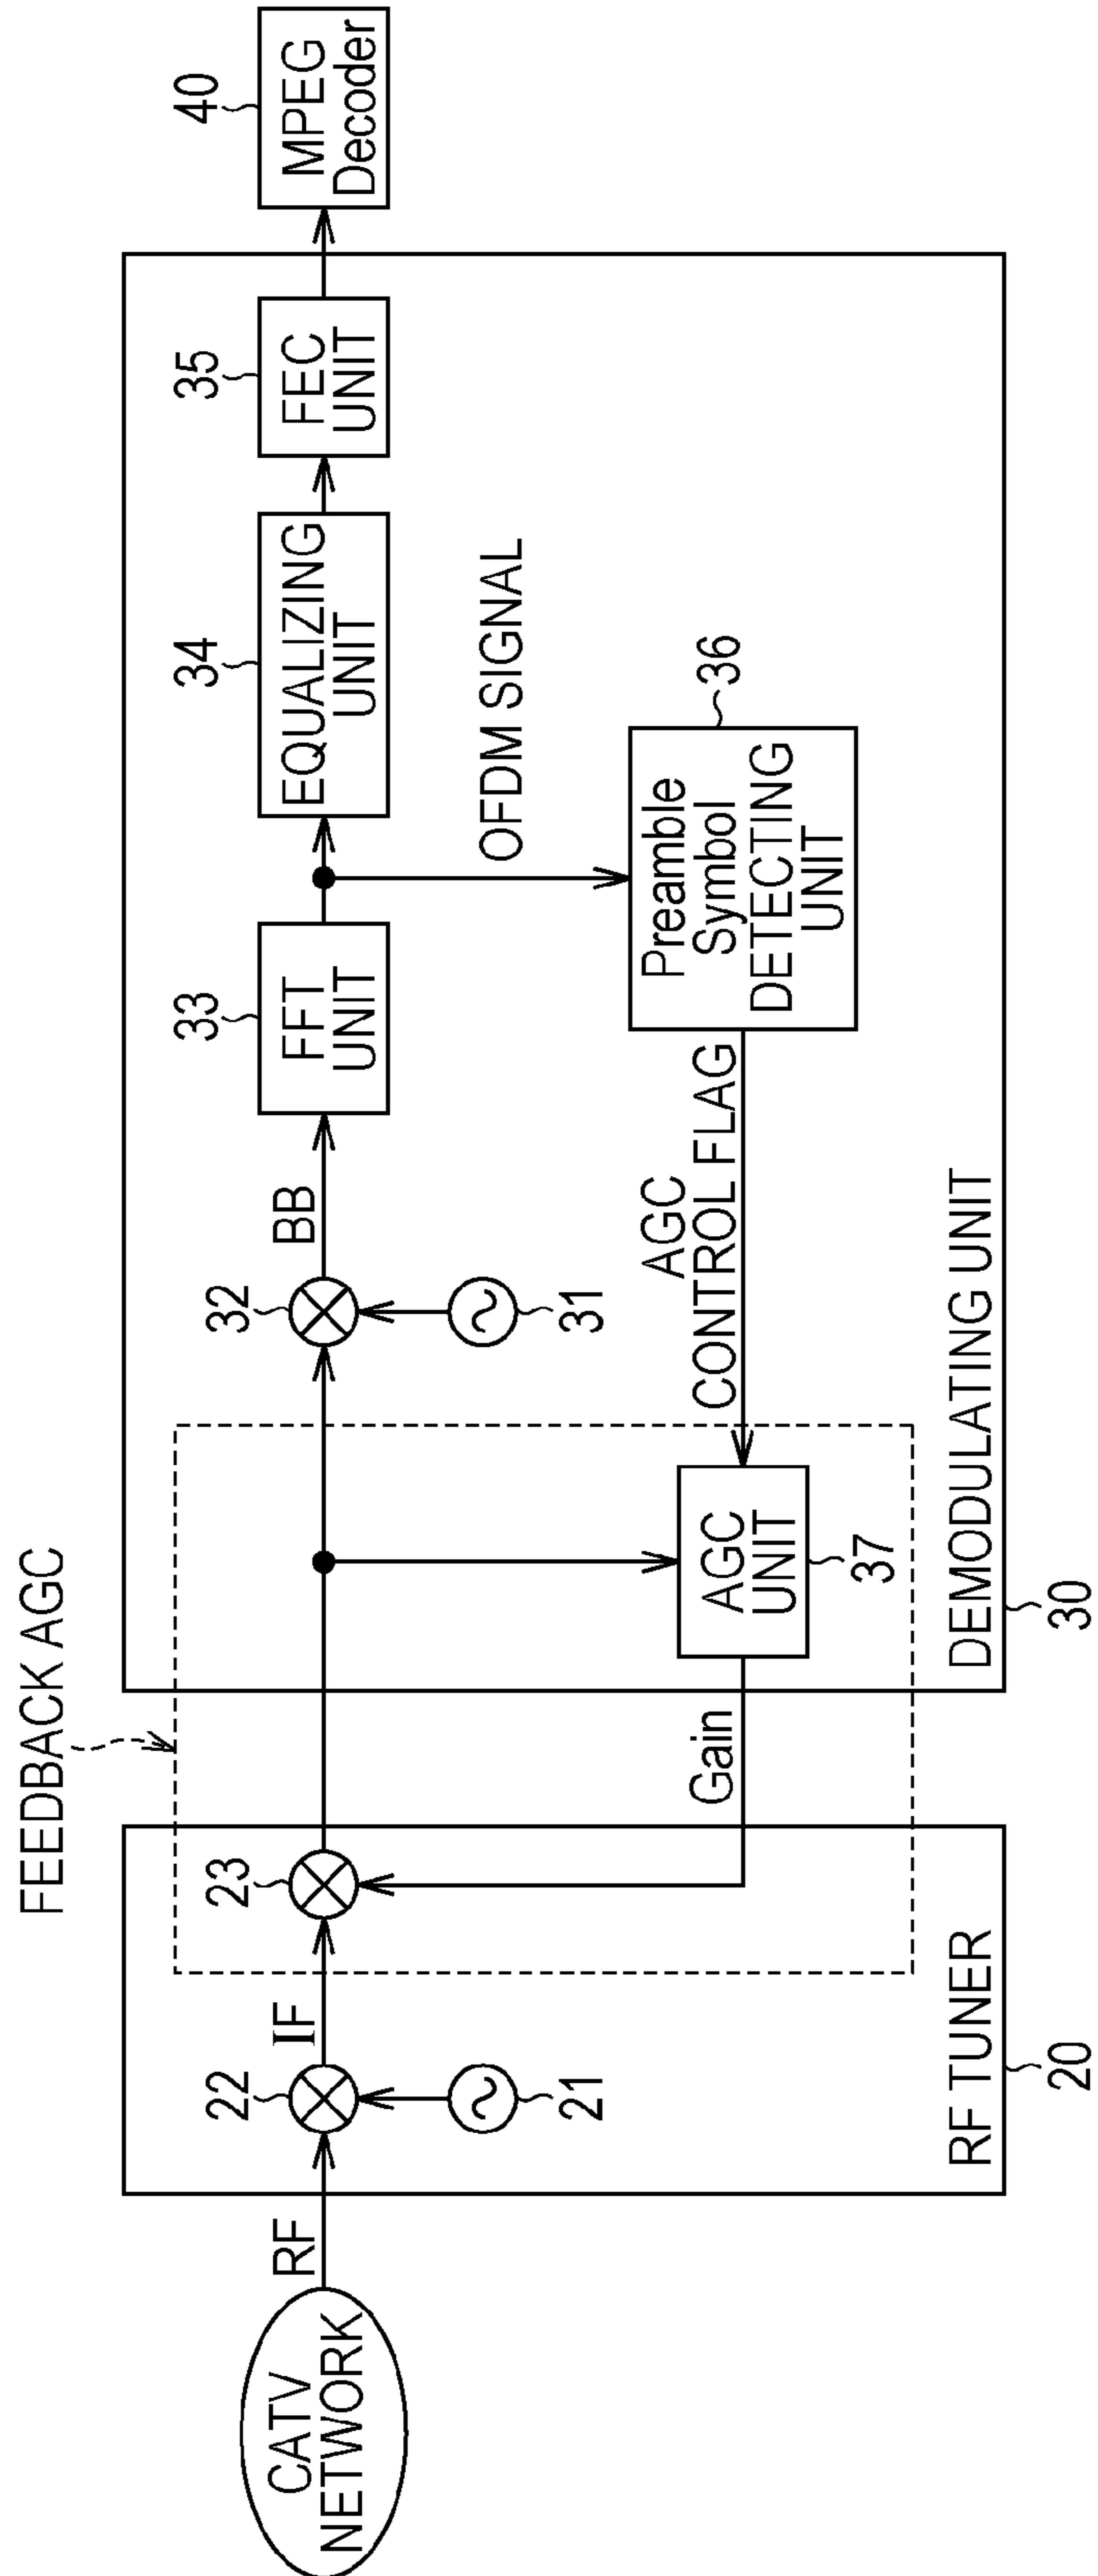 FEEDBACK AGC
CATV
NETWORK
RF
22
IF
23
21
Gain
RF TUNER
20
32
BB
31
33
FFT
UNIT
34
EQUALIZING
UNIT
35
FEC
UNIT
40
MPEG
Decoder
OFDM SIGNAL
AGC
CONTROL FLAG
AGC
UNIT
37
Preamble
Symbol
DETECTING
UNIT
36
DEMODULATING UNIT
30